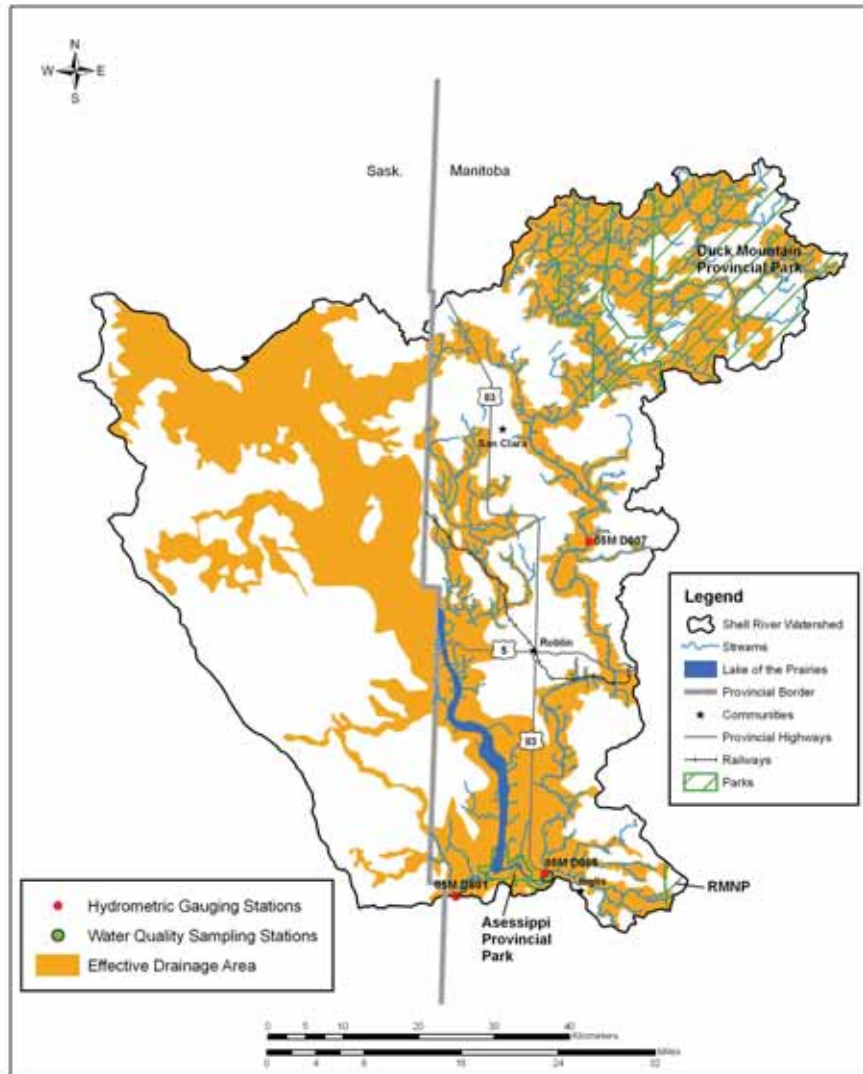 N
W E
S
Sask. Manitoba
Duck Mountain
Provincial Park
83
San Clara
05M D007
Legend
Shell River Watershed
Streams
Lake of the Prairies
Provincial Border
Communities
Provincial Highways
Railways
Parks
5
Roblin
83
Inglis
RMNP
Asessippi
Provincial
Park
Hydrometric Gauging Stations
Water Quality Sampling Stations
Effective Drainage Area
0 5 10 20 30 40
Kilometers
0 4 8 16 24 32
Miles